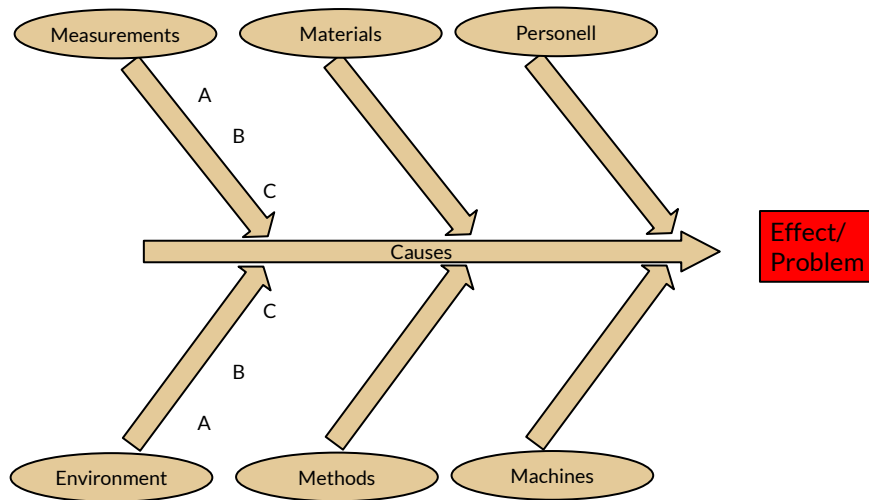 Measurements
Materials
Personell
A
B
C
Causes
Effect/
Problem
C
B
A
Environment
Methods
Machines